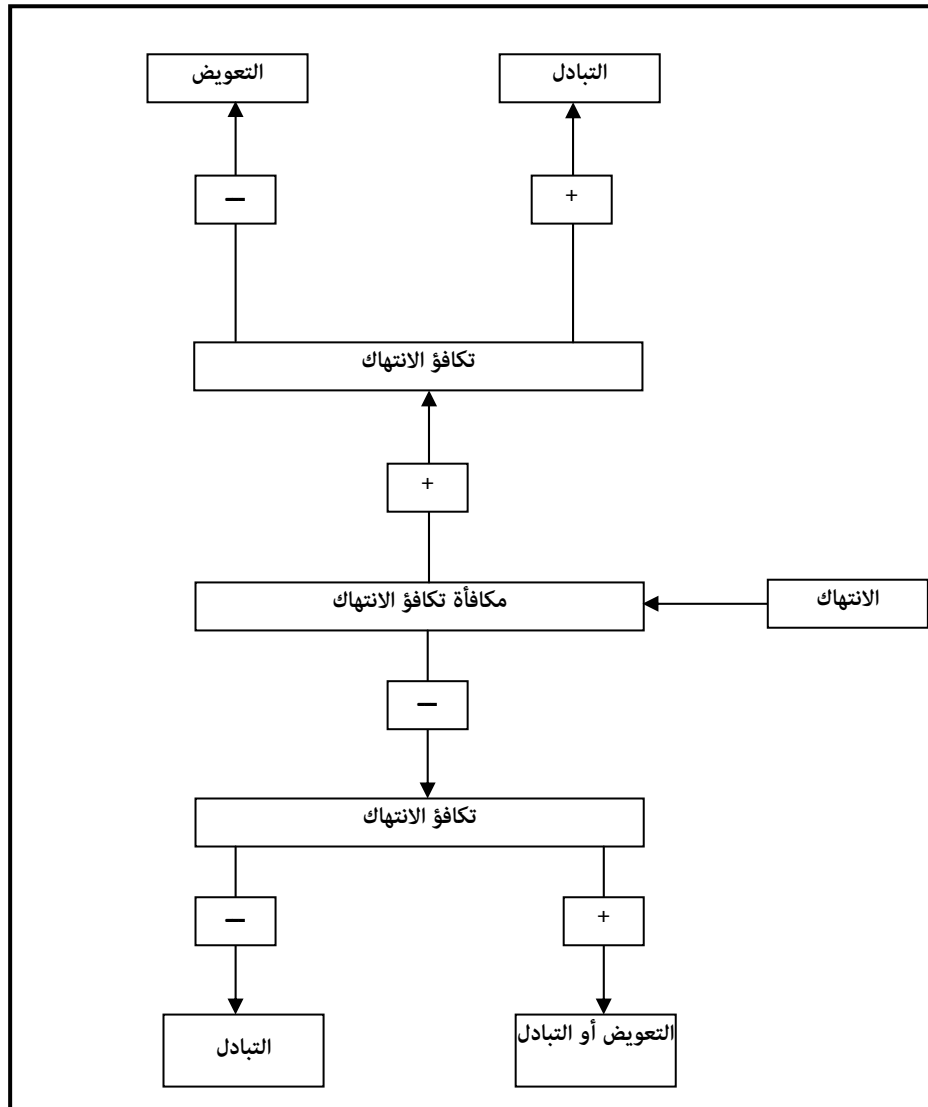 التبادل
التعويض
+
—
تكافؤ الانتهاك
+
الانتهاك
مكافأة تكافؤ الانتهاك
—
تكافؤ الانتهاك
+
—
التعويض أو التبادل
التبادل